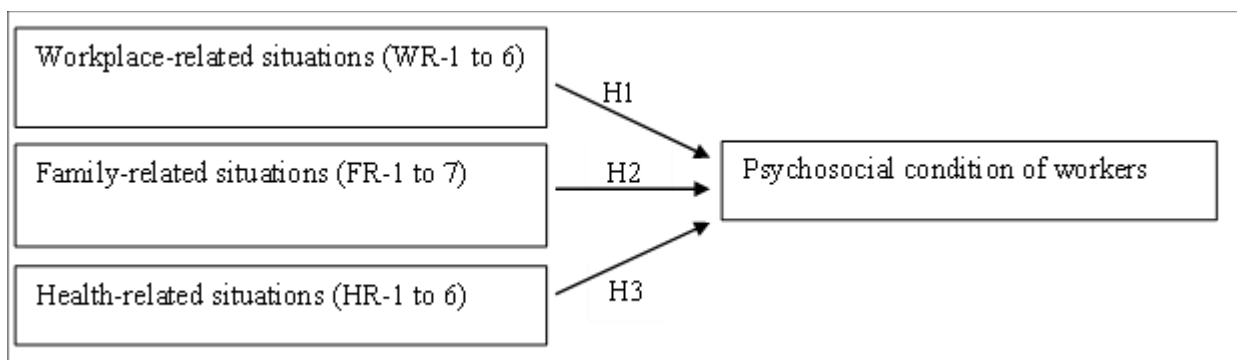 Workplace-related situations (WR-1 to 6)
H1
Family-related situations (FR-1 to 7)
H2
Psychosocial condition of workers
Health-related situations (HR-1 to 6)
H3